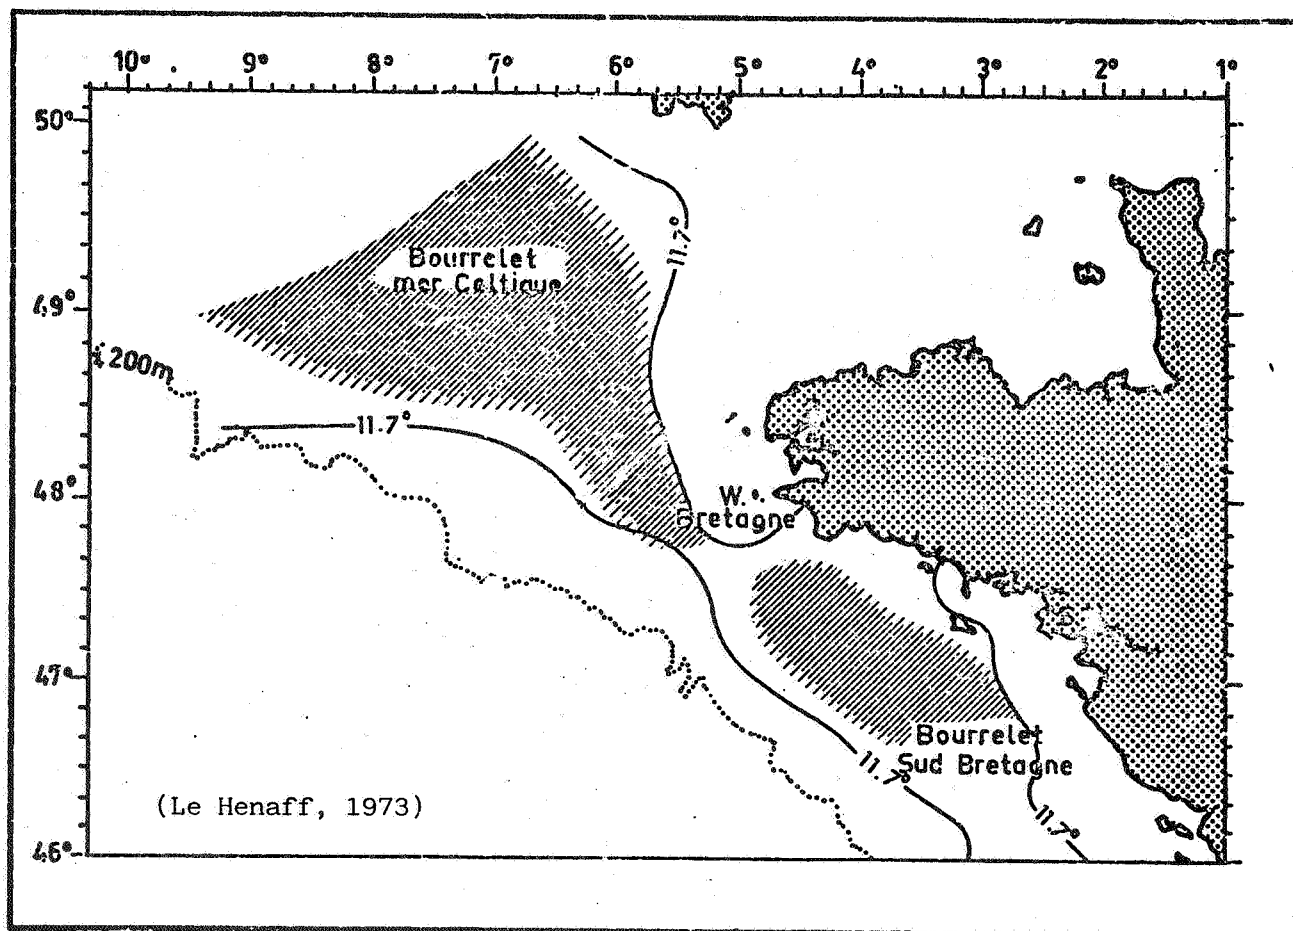 10° 9° 8° 7° 6° 5° 4° 3° 2° 1°
50°
11.7°
Bourrelet
mer Celtique
49°
200m
11.7°
48°
W.
Bretagne
47°
Bourrelet
Sud Bretagne
11.7°
11.7°
(Le Henaff, 1973)
46°